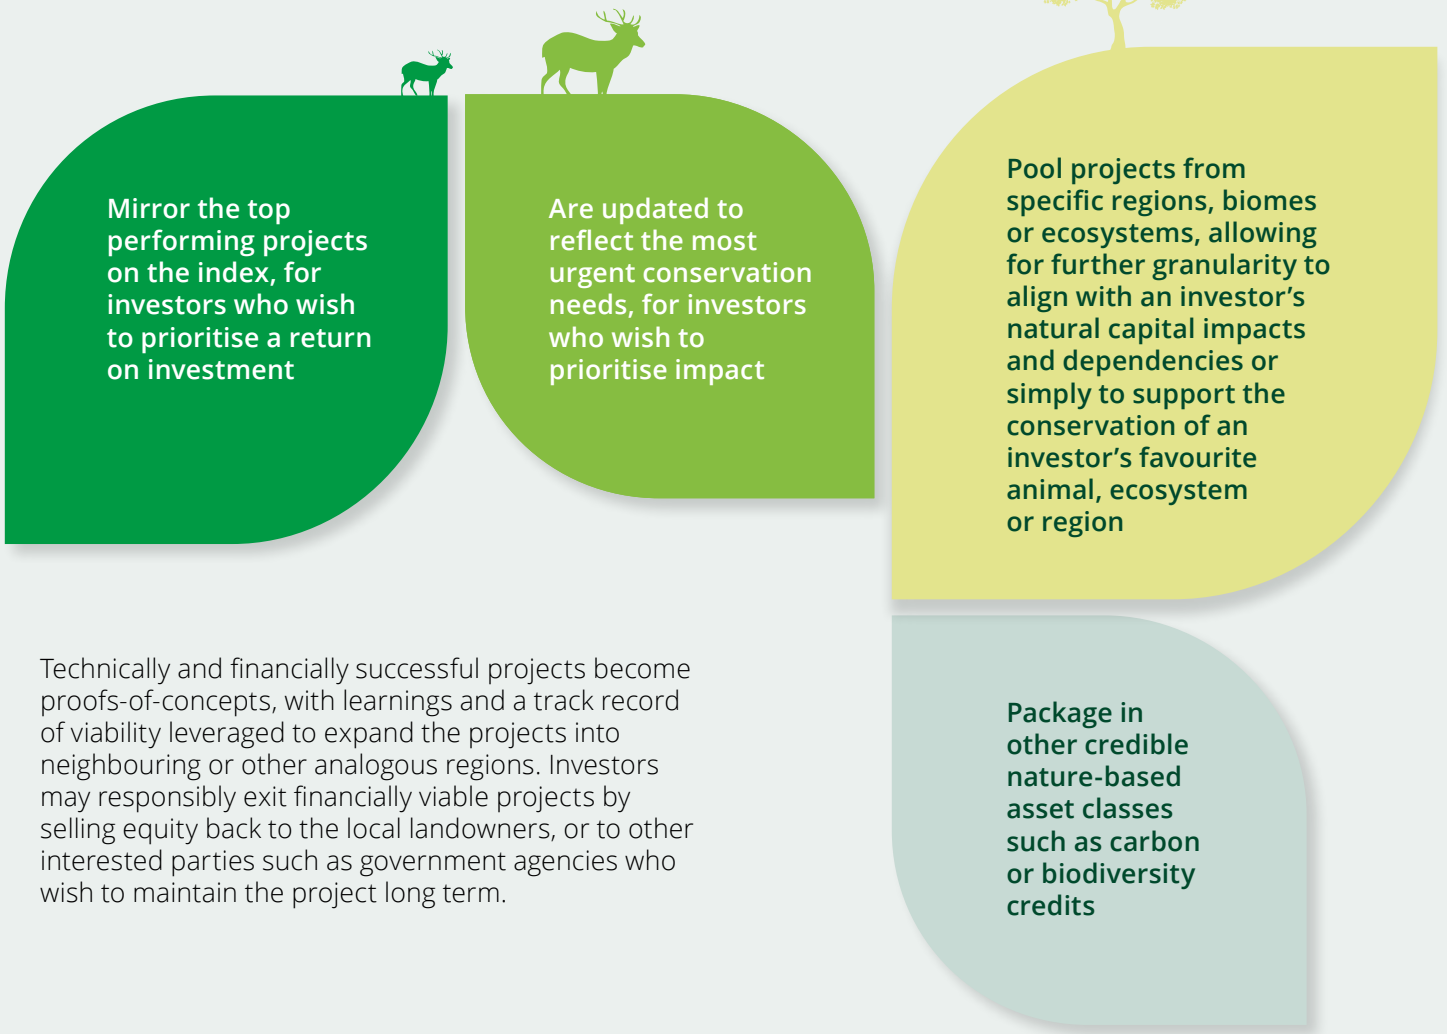 Mirror the top
performing projects
on the index, for
investors who wish
to prioritise a return
on investment
Are updated to
reflect the most
urgent conservation
needs, for investors
who wish to
prioritise impact
Pool projects from
specific regions, biomes
or ecosystems, allowing
for further granularity to
align with an investor’s
natural capital impacts
and dependencies or
simply to support the
conservation of an
investor’s favourite
animal, ecosystem
or region
Technically and financially successful projects become
proofs-of-concepts, with learnings and a track record
of viability leveraged to expand the projects into
neighbouring or other analogous regions. Investors
may responsibly exit financially viable projects by
selling equity back to the local landowners, or to other
interested parties such as government agencies who
wish to maintain the project long term.
Package in
other credible
nature-based
asset classes
such as carbon
or biodiversity
credits